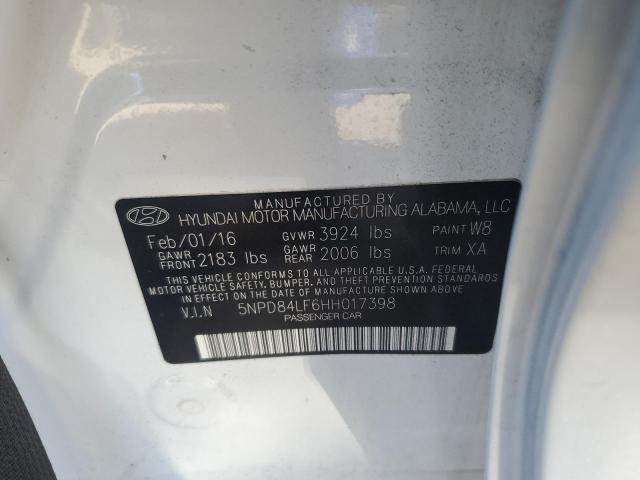 MANUFACTURED BY
HYUNDAI MOTOR MANUFACTURING ALABAMA, LLC
Feb/01/16 GVWR 3924 lbs PAINT W8
GAWR FRONT 2183 lbs GAWR REAR 2006 lbs TRIM XA
THIS VEHICLE CONFORMS TO ALL APPLICABLE U.S.A. FEDERAL
MOTOR VEHICLE SAFETY, BUMPER, AND THEFT PREVENTION STANDARDS
IN EFFECT ON THE DATE OF MANUFACTURE SHOWN ABOVE.
V.I.N 5NPD84LF6HH017398
PASSENGER CAR